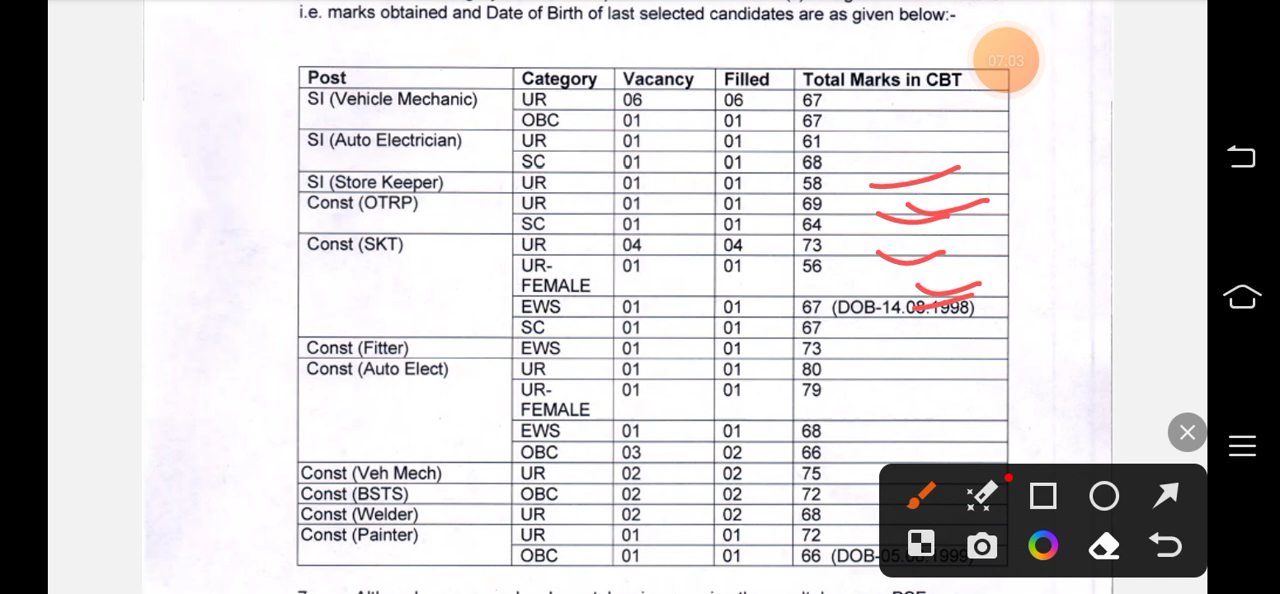 i.e. marks obtained and Date of Birth of last selected candidates are as given below:-
07:03
Post Category Vacancy Filled Total Marks in CBT
SI (Vehicle Mechanic) UR 06 06 67
OBC 01 01 67
SI (Auto Electrician) UR 01 01 61
SC 01 01 68
SI (Store Keeper) UR 01 01 58
Const (OTRP) UR 01 01 69
SC 01 01 64
Const (SKT) UR 04 04 73
UR- 01 01 56
FEMALE
EWS 01 01 67 (DOB-14.08.1998)
SC 01 01 67
Const (Fitter) EWS 01 01 73
Const (Auto Elect) UR 01 01 80
UR- 01 01 79
FEMALE
EWS 01 01 68
OBC 03 02 66
Const (Veh Mech) UR 02 02 75
Const (BSTS) OBC 02 02 72
Const (Welder) UR 02 02 68
Const (Painter) UR 01 01 72
OBC 01 01 66